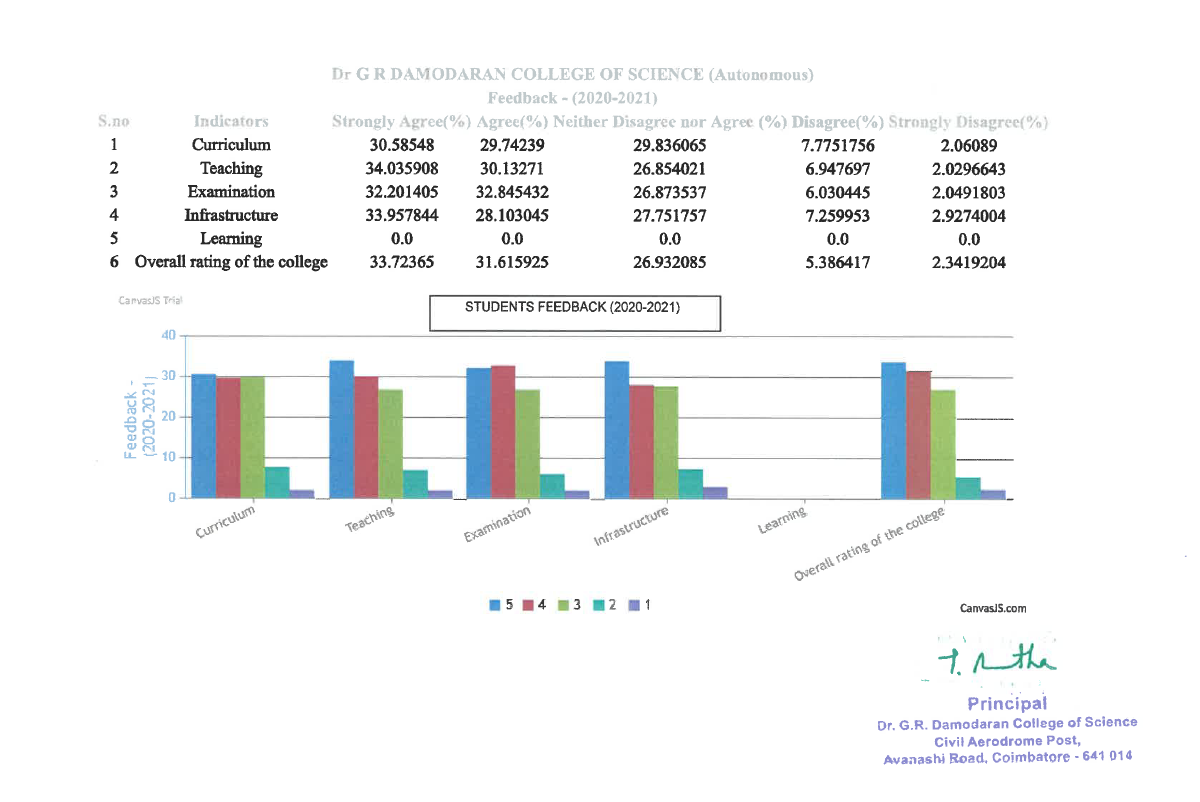 Dr G R DAMODARAN COLLEGE OF SCIENCE (Autonomous)
Feedback - (2020-2021)
S.no Indicators Strongly Agree(%) Agree(%) Neither Disagree nor Agree (%) Disagree(%) Strongly Disagree(%)
1 Curriculum 30.58548 29.74239 29.836065 7.7751756 2.06089
2 Teaching 34.035908 30.13271 26.854021 6.947697 2.0296643
3 Examination 32.201405 32.845432 26.873537 6.030445 2.0491803
4 Infrastructure 33.957844 28.103045 27.751757 7.259953 2.9274004
5 Learning 0.0 0.0 0.0 0.0 0.0
6 Overall rating of the college 33.72365 31.615925 26.932085 5.386417 2.3419204
CanvasJS Trial
STUDENTS FEEDBACK (2020-2021)
40
30
20
10
0
Feedback -
(2020-2021)
Curriculum Teaching Examination Infrastructure Learning Overall rating of the college
5 4 3 2 1
CanvasJS.com
Principal
Dr. G.R. Damodaran College of Science
Civil Aerodrome Post,
Avanashi Road, Coimbatore - 641 014